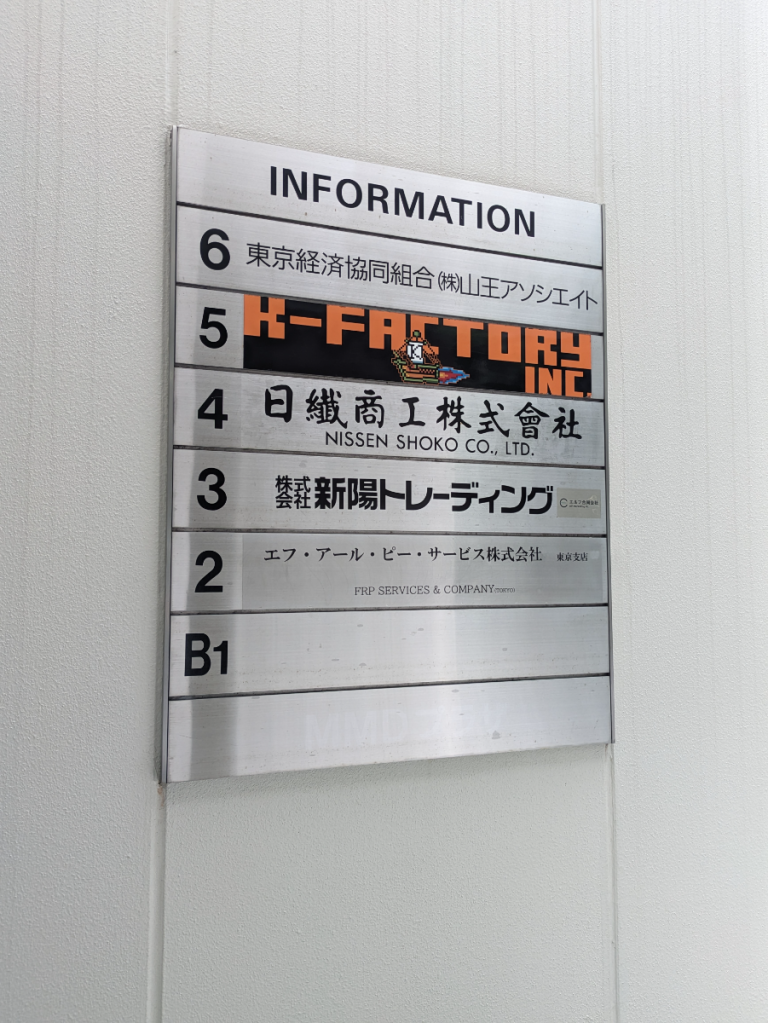 INFORMATION
6 東京経済協同組合 (株)山王アソシエイト
5 K-FACTORY
INC.
4 日纖商工株式會社
NISSEN SHOKO CO., LTD.
3 株式会社 新陽トレーディング
2 エフ・アール・ピー・サービス株式会社 東京支店
FRP SERVICES & COMPANY (TOKYO)
B1